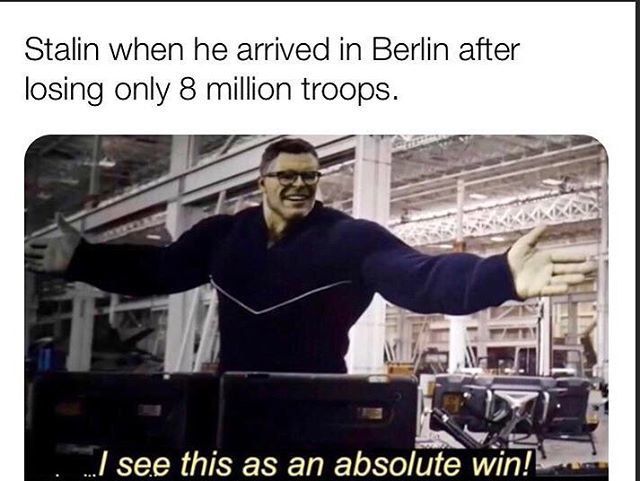 Stalin when he arrived in Berlin after
losing only 8 million troops.
...I see this as an absolute win!